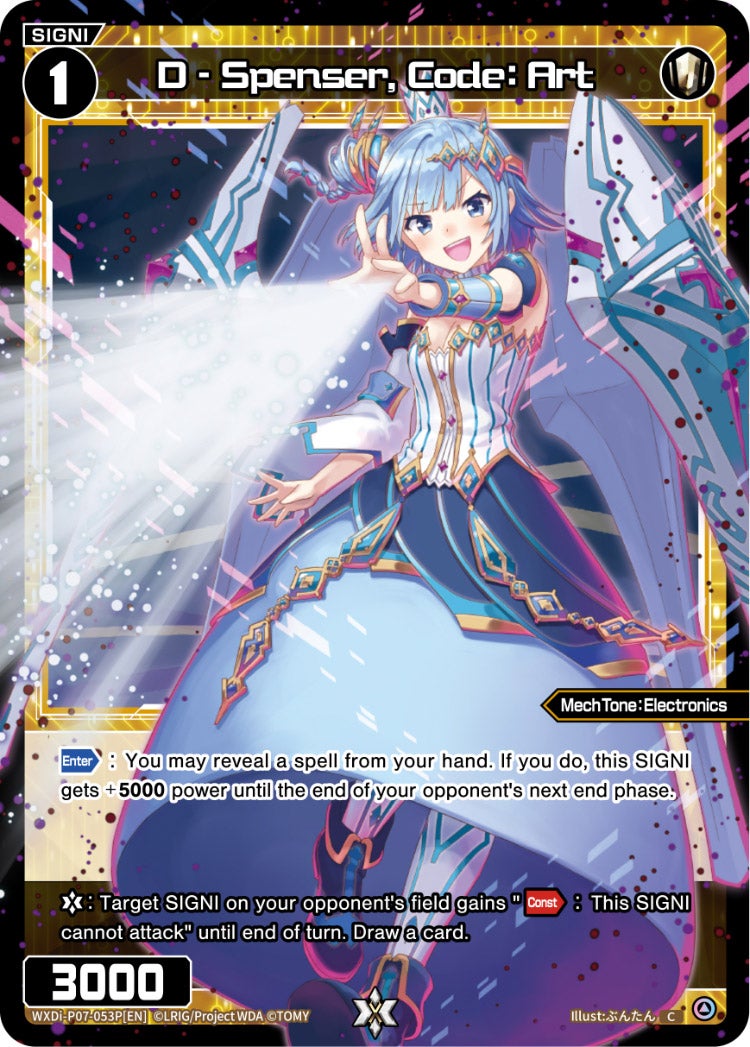 SIGNI
1
D - Spenser, Code: Art
MechTone:Electronics
Enter : You may reveal a spell from your hand. If you do, this SIGNI
gets +5000 power until the end of your opponent's next end phase.
: Target SIGNI on your opponent's field gains " Const : This SIGNI
cannot attack" until end of turn. Draw a card.
3000
WXDi-P07-053P[EN] ©LRIG/Project WDA ©TOMY
Illust:ぶんたん C